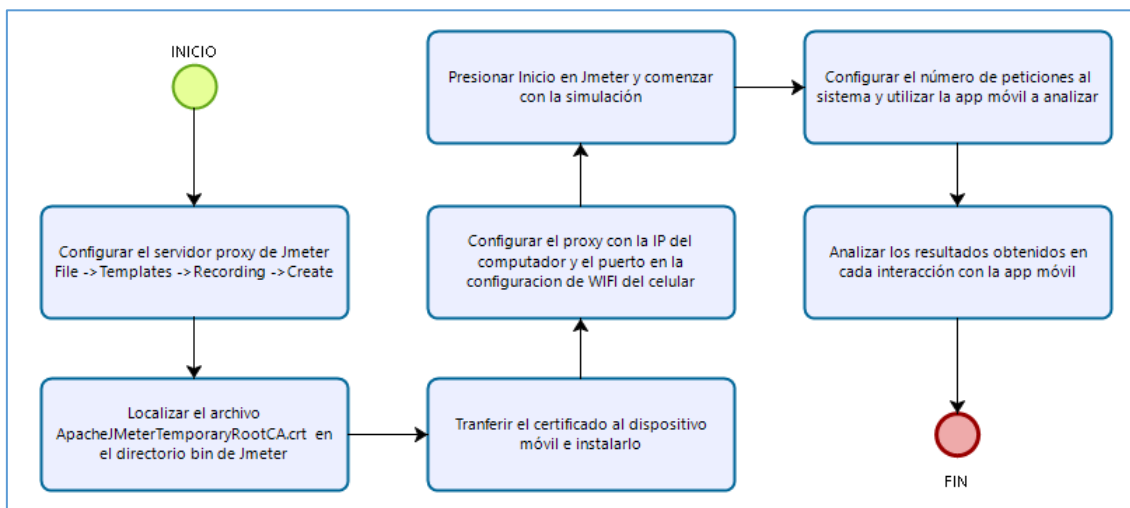 INICIO
Configurar el servidor proxy de Jmeter
File ->Templates ->Recording ->Create
Localizar el archivo
ApacheJMeterTemporaryRootCA.crt en
el directorio bin de Jmeter
Tranferir el certificado al dispositivo
móvil e instalarlo
Configurar el proxy con la IP del
computador y el puerto en la
configuracion de WIFI del celular
Presionar Inicio en Jmeter y comenzar
con la simulación
Configurar el número de peticiones al
sistema y utilizar la app móvil a analizar
Analizar los resultados obtenidos en
cada interacción con la app móvil
FIN